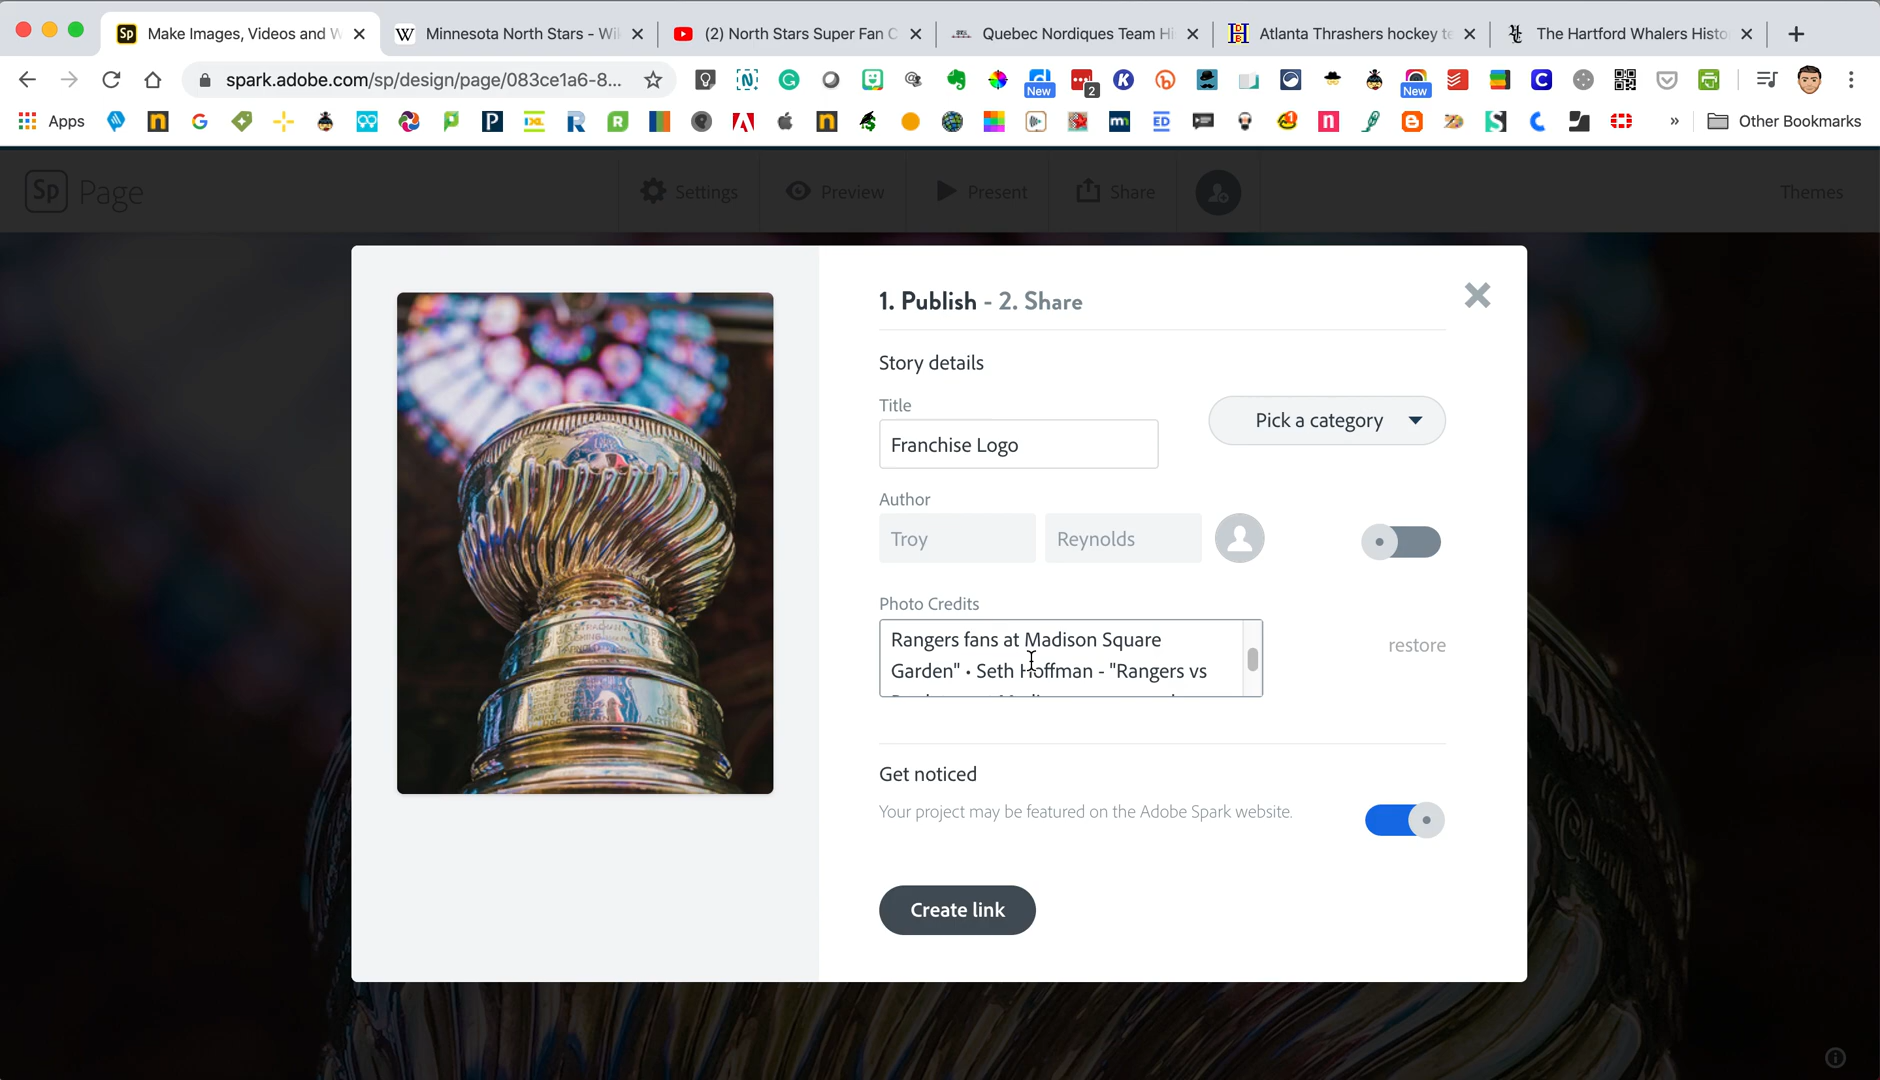 Make Images, Videos and W
Minnesota North Stars - Wi
(2) North Stars Super Fan C
Quebec Nordiques Team Hi
Atlanta Thrashers hockey te
The Hartford Whalers Histo
spark.adobe.com/sp/design/page/083ce1a6-8...
New
2
New
Apps
»
Other Bookmarks
Sp Page
Settings
Preview
Present
Share
Themes
1. Publish - 2. Share
Story details
Title
Pick a category
Franchise Logo
Author
Troy
Reynolds
Photo Credits
Rangers fans at Madison Square
Garden" • Seth Hoffman - "Rangers vs
restore
Get noticed
Your project may be featured on the Adobe Spark website.
Create link